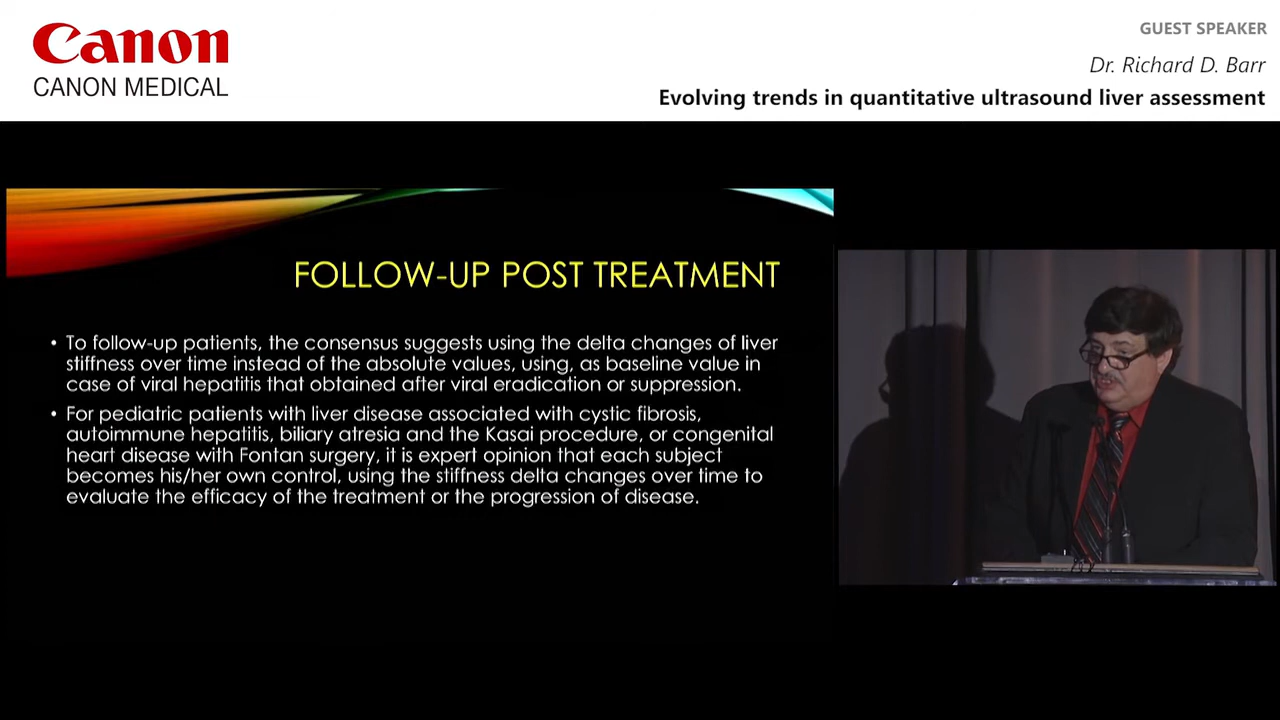 Canon
CANON MEDICAL
GUEST SPEAKER
Dr. Richard D. Barr
Evolving trends in quantitative ultrasound liver assessment
FOLLOW-UP POST TREATMENT
• To follow-up patients, the consensus suggests using the delta changes of liver
stiffness over time instead of the absolute values, using, as baseline value in
case of viral hepatitis that obtained after viral eradication or suppression.
• For pediatric patients with liver disease associated with cystic fibrosis,
autoimmune hepatitis, biliary atresia and the Kasai procedure, or congenital
heart disease with Fontan surgery, it is expert opinion that each subject
becomes his/her own control, using the stiffness delta changes over time to
evaluate the efficacy of the treatment or the progression of disease.